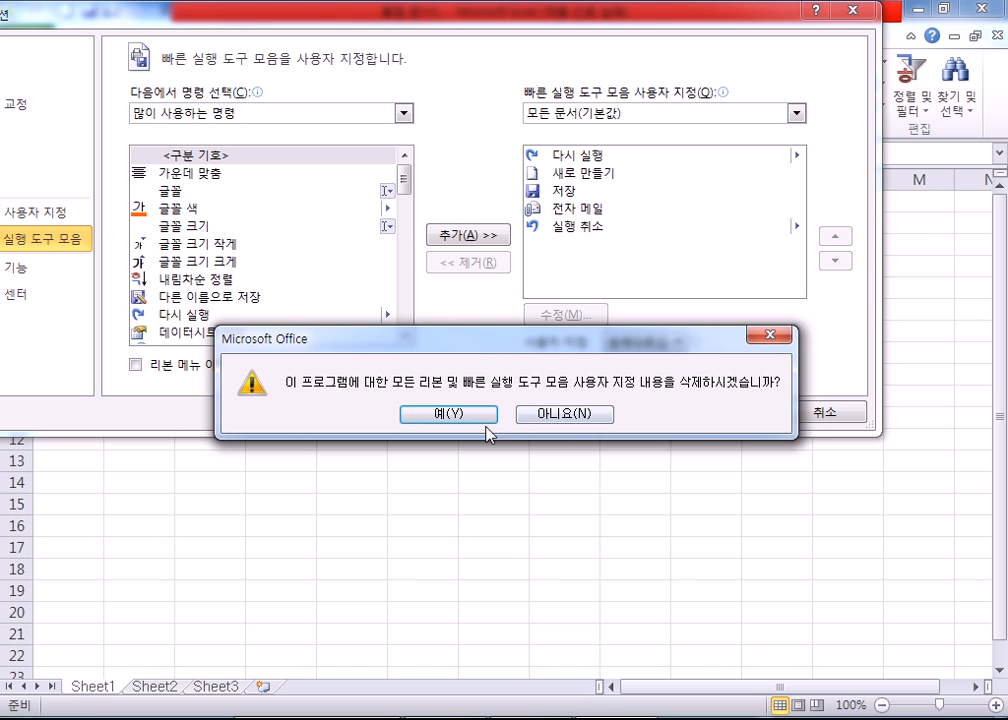 션
빠른 실행 도구 모음을 사용자 지정합니다.
다음에서 명령 선택(C):
많이 사용하는 명령
빠른 실행 도구 모음 사용자 지정(Q):
모든 문서(기본값)
교정
사용자 지정
실행 도구 모음
기능
센터
<구분 기호>
가운데 맞춤
글꼴
글꼴 색
글꼴 크기
글꼴 크기 작게
글꼴 크기 크게
내림차순 정렬
다른 이름으로 저장
다시 실행
데이터시트
추가(A) >>
<< 제거(R)
다시 실행
새로 만들기
저장
전자 메일
실행 취소
수정(M)...
사용자 지정:
리본 메뉴 아
Microsoft Office
이 프로그램에 대한 모든 리본 및 빠른 실행 도구 모음 사용자 지정 내용을 삭제하시겠습니까?
예(Y)
아니요(N)
취소
정렬 및 필터
찾기 및 선택
편집
M
N
12
13
14
15
16
17
18
19
20
21
22
23
Sheet1
Sheet2
Sheet3
준비
100%